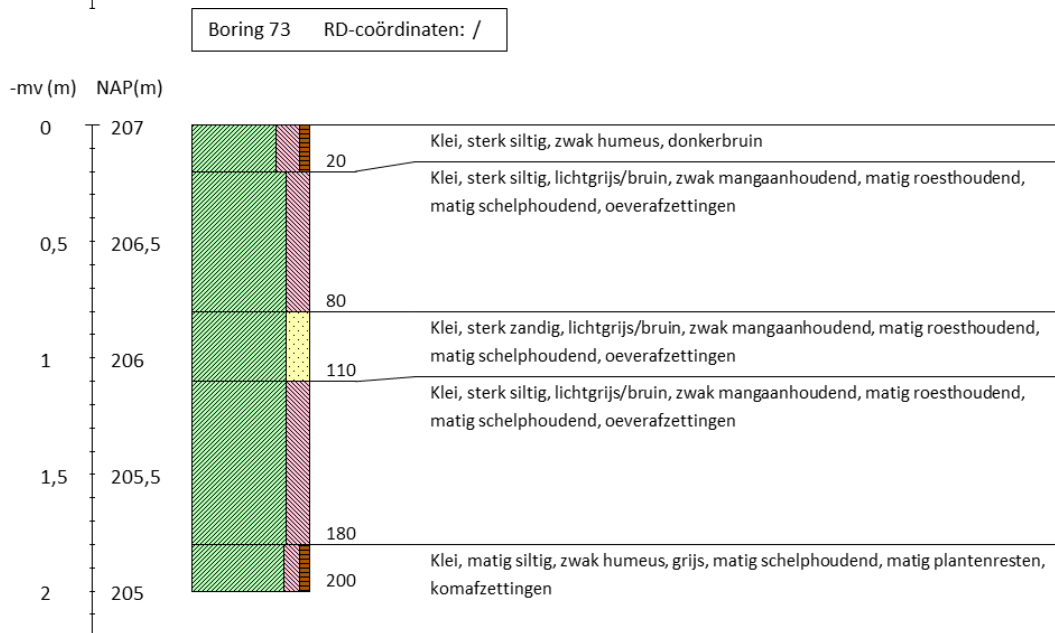 Boring 73 RD-coördinaten: /
-mv (m) NAP(m)
0 207
Klei, sterk siltig, zwak humeus, donkerbruin
20
Klei, sterk siltig, lichtgrijs/bruin, zwak mangaanhoudend, matig roesthoudend,
matig schelphoudend, oeverafzettingen
0,5 206,5
80
Klei, sterk zandig, lichtgrijs/bruin, zwak mangaanhoudend, matig roesthoudend,
matig schelphoudend, oeverafzettingen
1 206
110
Klei, sterk siltig, lichtgrijs/bruin, zwak mangaanhoudend, matig roesthoudend,
matig schelphoudend, oeverafzettingen
1,5 205,5
180
Klei, matig siltig, zwak humeus, grijs, matig schelphoudend, matig plantenresten,
komafzettingen
200
2 205